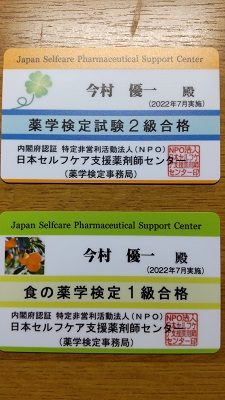 Japan Selfcare Pharmaceutical Support Center
今村 優一 殿
(2022年7月実施)
薬学検定試験2級合格
内閣府認証 特定非営利活動法人(NPO)
日本セルフケア支援薬剤師センター
(薬学検定事務局)
Japan Selfcare Pharmaceutical Support Center
今村 優一 殿
(2022年7月実施)
食の薬学検定1級合格
内閣府認証 特定非営利活動法人(NPO)
日本セルフケア支援薬剤師センター
(薬学検定事務局)